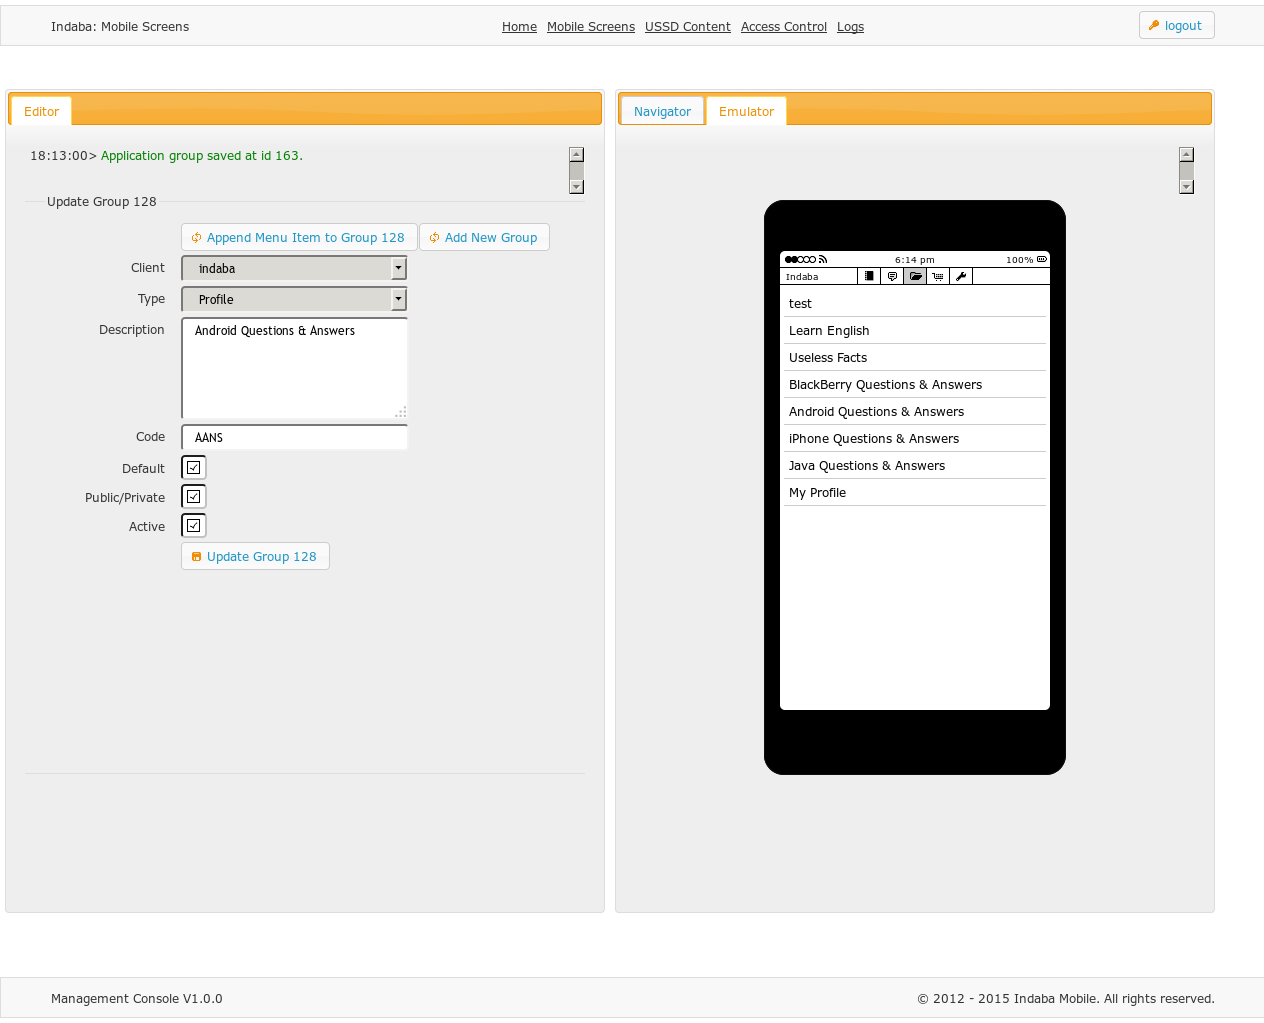 Indaba: Mobile Screens
Home Mobile Screens USSD Content Access Control Logs
logout
Editor
18:13:00> Application group saved at id 163.
Update Group 128
Append Menu Item to Group 128
Add New Group
Client indaba
Type Profile
Description Android Questions & Answers
Code AANS
Default
Public/Private
Active
Update Group 128
Navigator Emulator
6:14 pm 100%
Indaba
test
Learn English
Useless Facts
BlackBerry Questions & Answers
Android Questions & Answers
iPhone Questions & Answers
Java Questions & Answers
My Profile
Management Console V1.0.0
© 2012 - 2015 Indaba Mobile. All rights reserved.